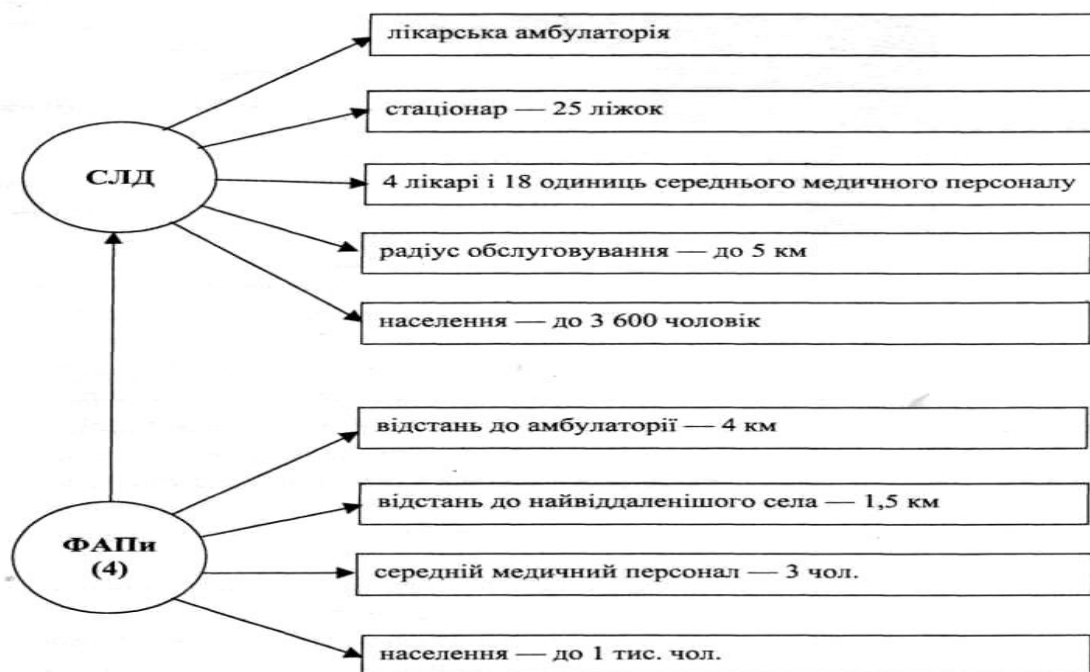 лікарська амбулаторія
стаціонар — 25 ліжок
СЛД
4 лікарі і 18 одиниць середнього медичного персоналу
радіус обслуговування — до 5 км
населення — до 3 600 чоловік
відстань до амбулаторії — 4 км
відстань до найвіддаленішого села — 1,5 км
ФАПи
(4)
середній медичний персонал — 3 чол.
населення — до 1 тис. чол.